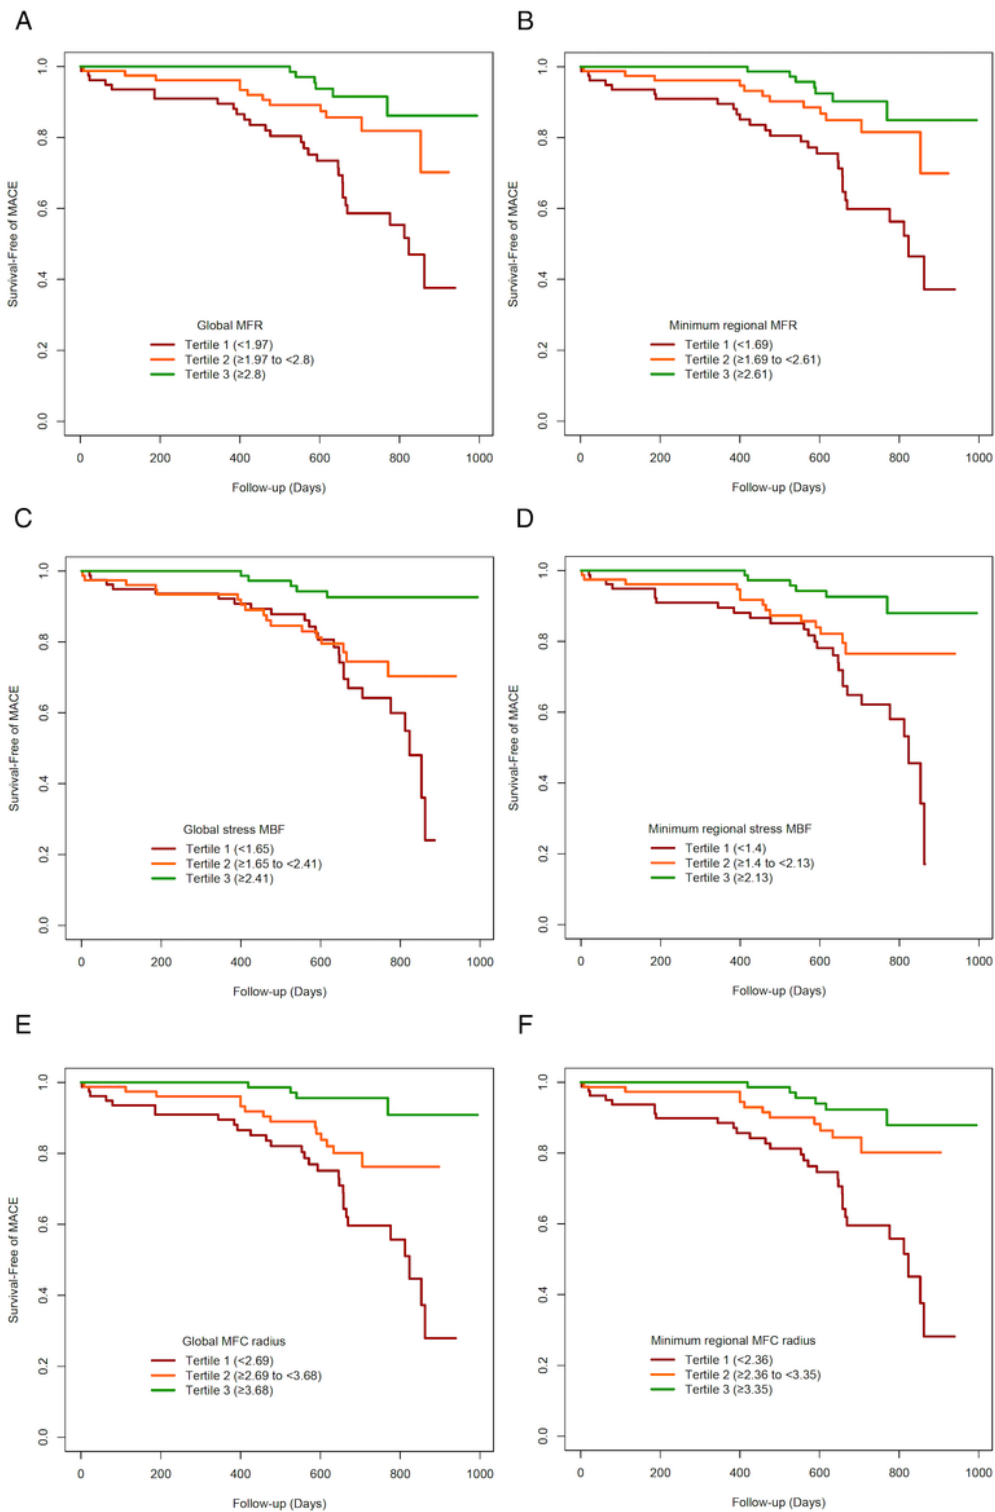 A
Survival-Free of MACE
1.0
0.8
0.6
0.4
0.2
0.0
Global MFR
Tertile 1 (<1.97)
Tertile 2 (≥1.97 to <2.8)
Tertile 3 (≥2.8)
0 200 400 600 800 1000
Follow-up (Days)
B
Survival-Free of MACE
1.0
0.8
0.6
0.4
0.2
0.0
Minimum regional MFR
Tertile 1 (<1.69)
Tertile 2 (≥1.69 to <2.61)
Tertile 3 (≥2.61)
0 200 400 600 800 1000
Follow-up (Days)
C
Survival-Free of MACE
1.0
0.8
0.6
0.4
0.2
0.0
Global stress MBF
Tertile 1 (<1.65)
Tertile 2 (≥1.65 to <2.41)
Tertile 3 (≥2.41)
0 200 400 600 800 1000
Follow-up (Days)
D
Survival-Free of MACE
1.0
0.8
0.6
0.4
0.2
0.0
Minimum regional stress MBF
Tertile 1 (<1.4)
Tertile 2 (≥1.4 to <2.13)
Tertile 3 (≥2.13)
0 200 400 600 800 1000
Follow-up (Days)
E
Survival-Free of MACE
1.0
0.8
0.6
0.4
0.2
0.0
Global MFC radius
Tertile 1 (<2.69)
Tertile 2 (≥2.69 to <3.68)
Tertile 3 (≥3.68)
0 200 400 600 800 1000
Follow-up (Days)
F
1.0
0.8
0.6
0.4
0.2
0.0
Minimum regional MFC radius
Tertile 1 (<2.36)
Tertile 2 (≥2.36 to <3.35)
Tertile 3 (≥3.35)
0 200 400 600 800 1000
Follow-up (Days)